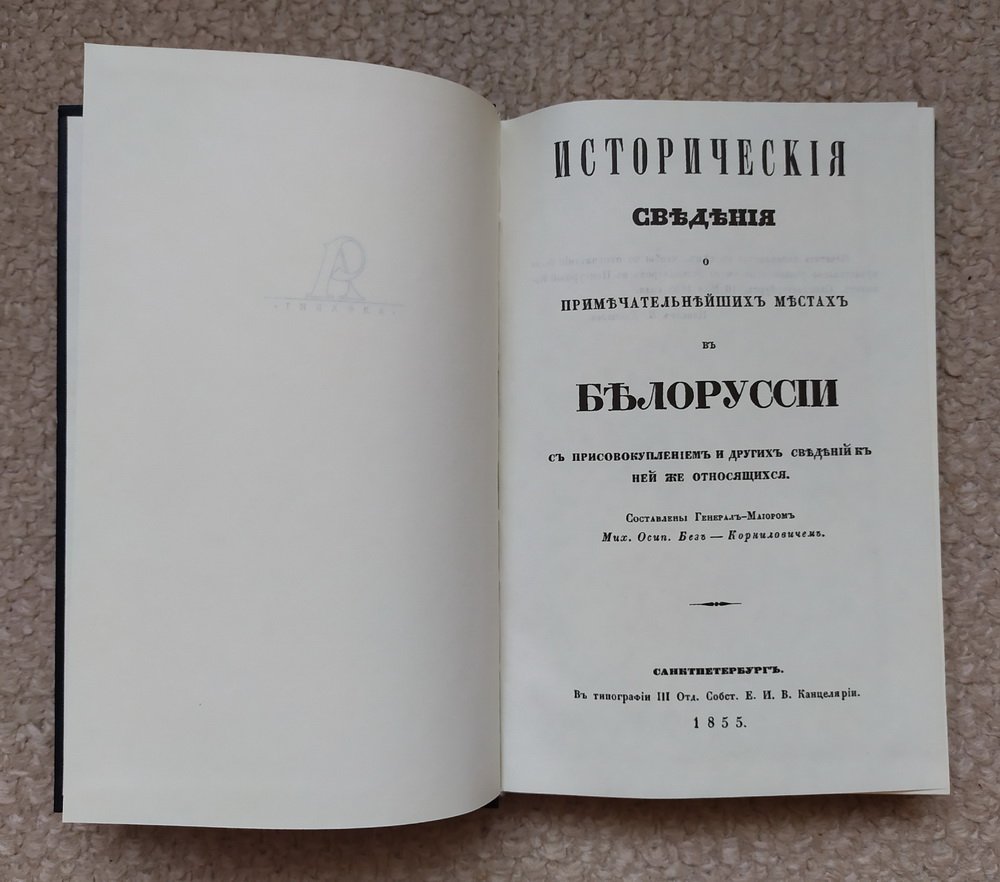 ИСТОРИЧЕСКІЯ
СВѢДѢНІЯ
О
ПРИМѢЧАТЕЛЬНѢЙШИХЪ МѢСТАХЪ
ВЪ
БѢЛОРУССІИ
СЪ ПРИСОВОКУПЛЕНІЕМЪ И ДРУГИХЪ СВѢДѢНІЙ КЪ
НЕЙ ЖЕ ОТНОСЯЩИХСЯ.
СОСТАВЛЕНЫ ГЕНЕРАЛЪ-МАІОРОМЪ
Мих. Осип. Безъ — Корниловичемъ.
САНКТПЕТЕРБУРГЪ.
Въ типографіи III Отд. Собст. Е. И. В. Канцеляріи.
1855.